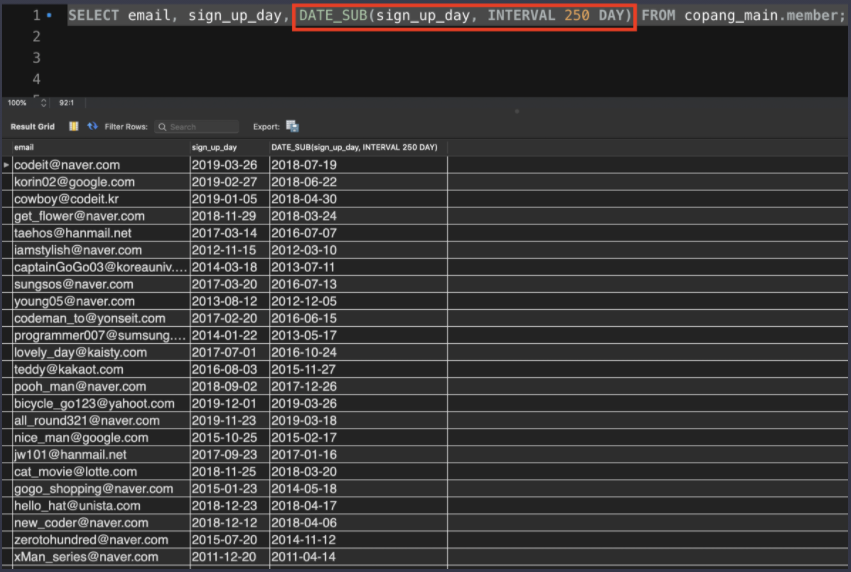 1 SELECT email, sign_up_day, DATE_SUB(sign_up_day, INTERVAL 250 DAY) FROM copang_main.member;
2
3
4
100% 92:1
Result Grid Filter Rows: Search Export:
email sign_up_day DATE_SUB(sign_up_day, INTERVAL 250 DAY)
codeit@naver.com 2019-03-26 2018-07-19
korin02@google.com 2019-02-27 2018-06-22
cowboy@codeit.kr 2019-01-05 2018-04-30
get_flower@naver.com 2018-11-29 2018-03-24
taehos@hanmail.net 2017-03-14 2016-07-07
iamstylish@naver.com 2012-11-15 2012-03-10
captainGoGo03@koreauniv.... 2014-03-18 2013-07-11
sungsos@naver.com 2017-03-20 2016-07-13
young05@naver.com 2013-08-12 2012-12-05
codeman_to@yonseit.com 2017-02-20 2016-06-15
programmer007@sumsung.... 2014-01-22 2013-05-17
lovely_day@kaisty.com 2017-07-01 2016-10-24
teddy@kakaot.com 2016-08-03 2015-11-27
pooh_man@naver.com 2018-09-02 2017-12-26
bicycle_go123@yahoot.com 2019-12-01 2019-03-26
all_round321@naver.com 2019-11-23 2019-03-18
nice_man@google.com 2015-10-25 2015-02-17
jw101@hanmail.net 2017-09-23 2017-01-16
cat_movie@lotte.com 2018-11-25 2018-03-20
gogo_shopping@naver.com 2015-01-23 2014-05-18
hello_hat@unista.com 2018-12-23 2018-04-17
new_coder@naver.com 2018-12-12 2018-04-06
zerotohundred@naver.com 2015-07-20 2014-11-12
xMan_series@naver.com 2011-12-20 2011-04-14